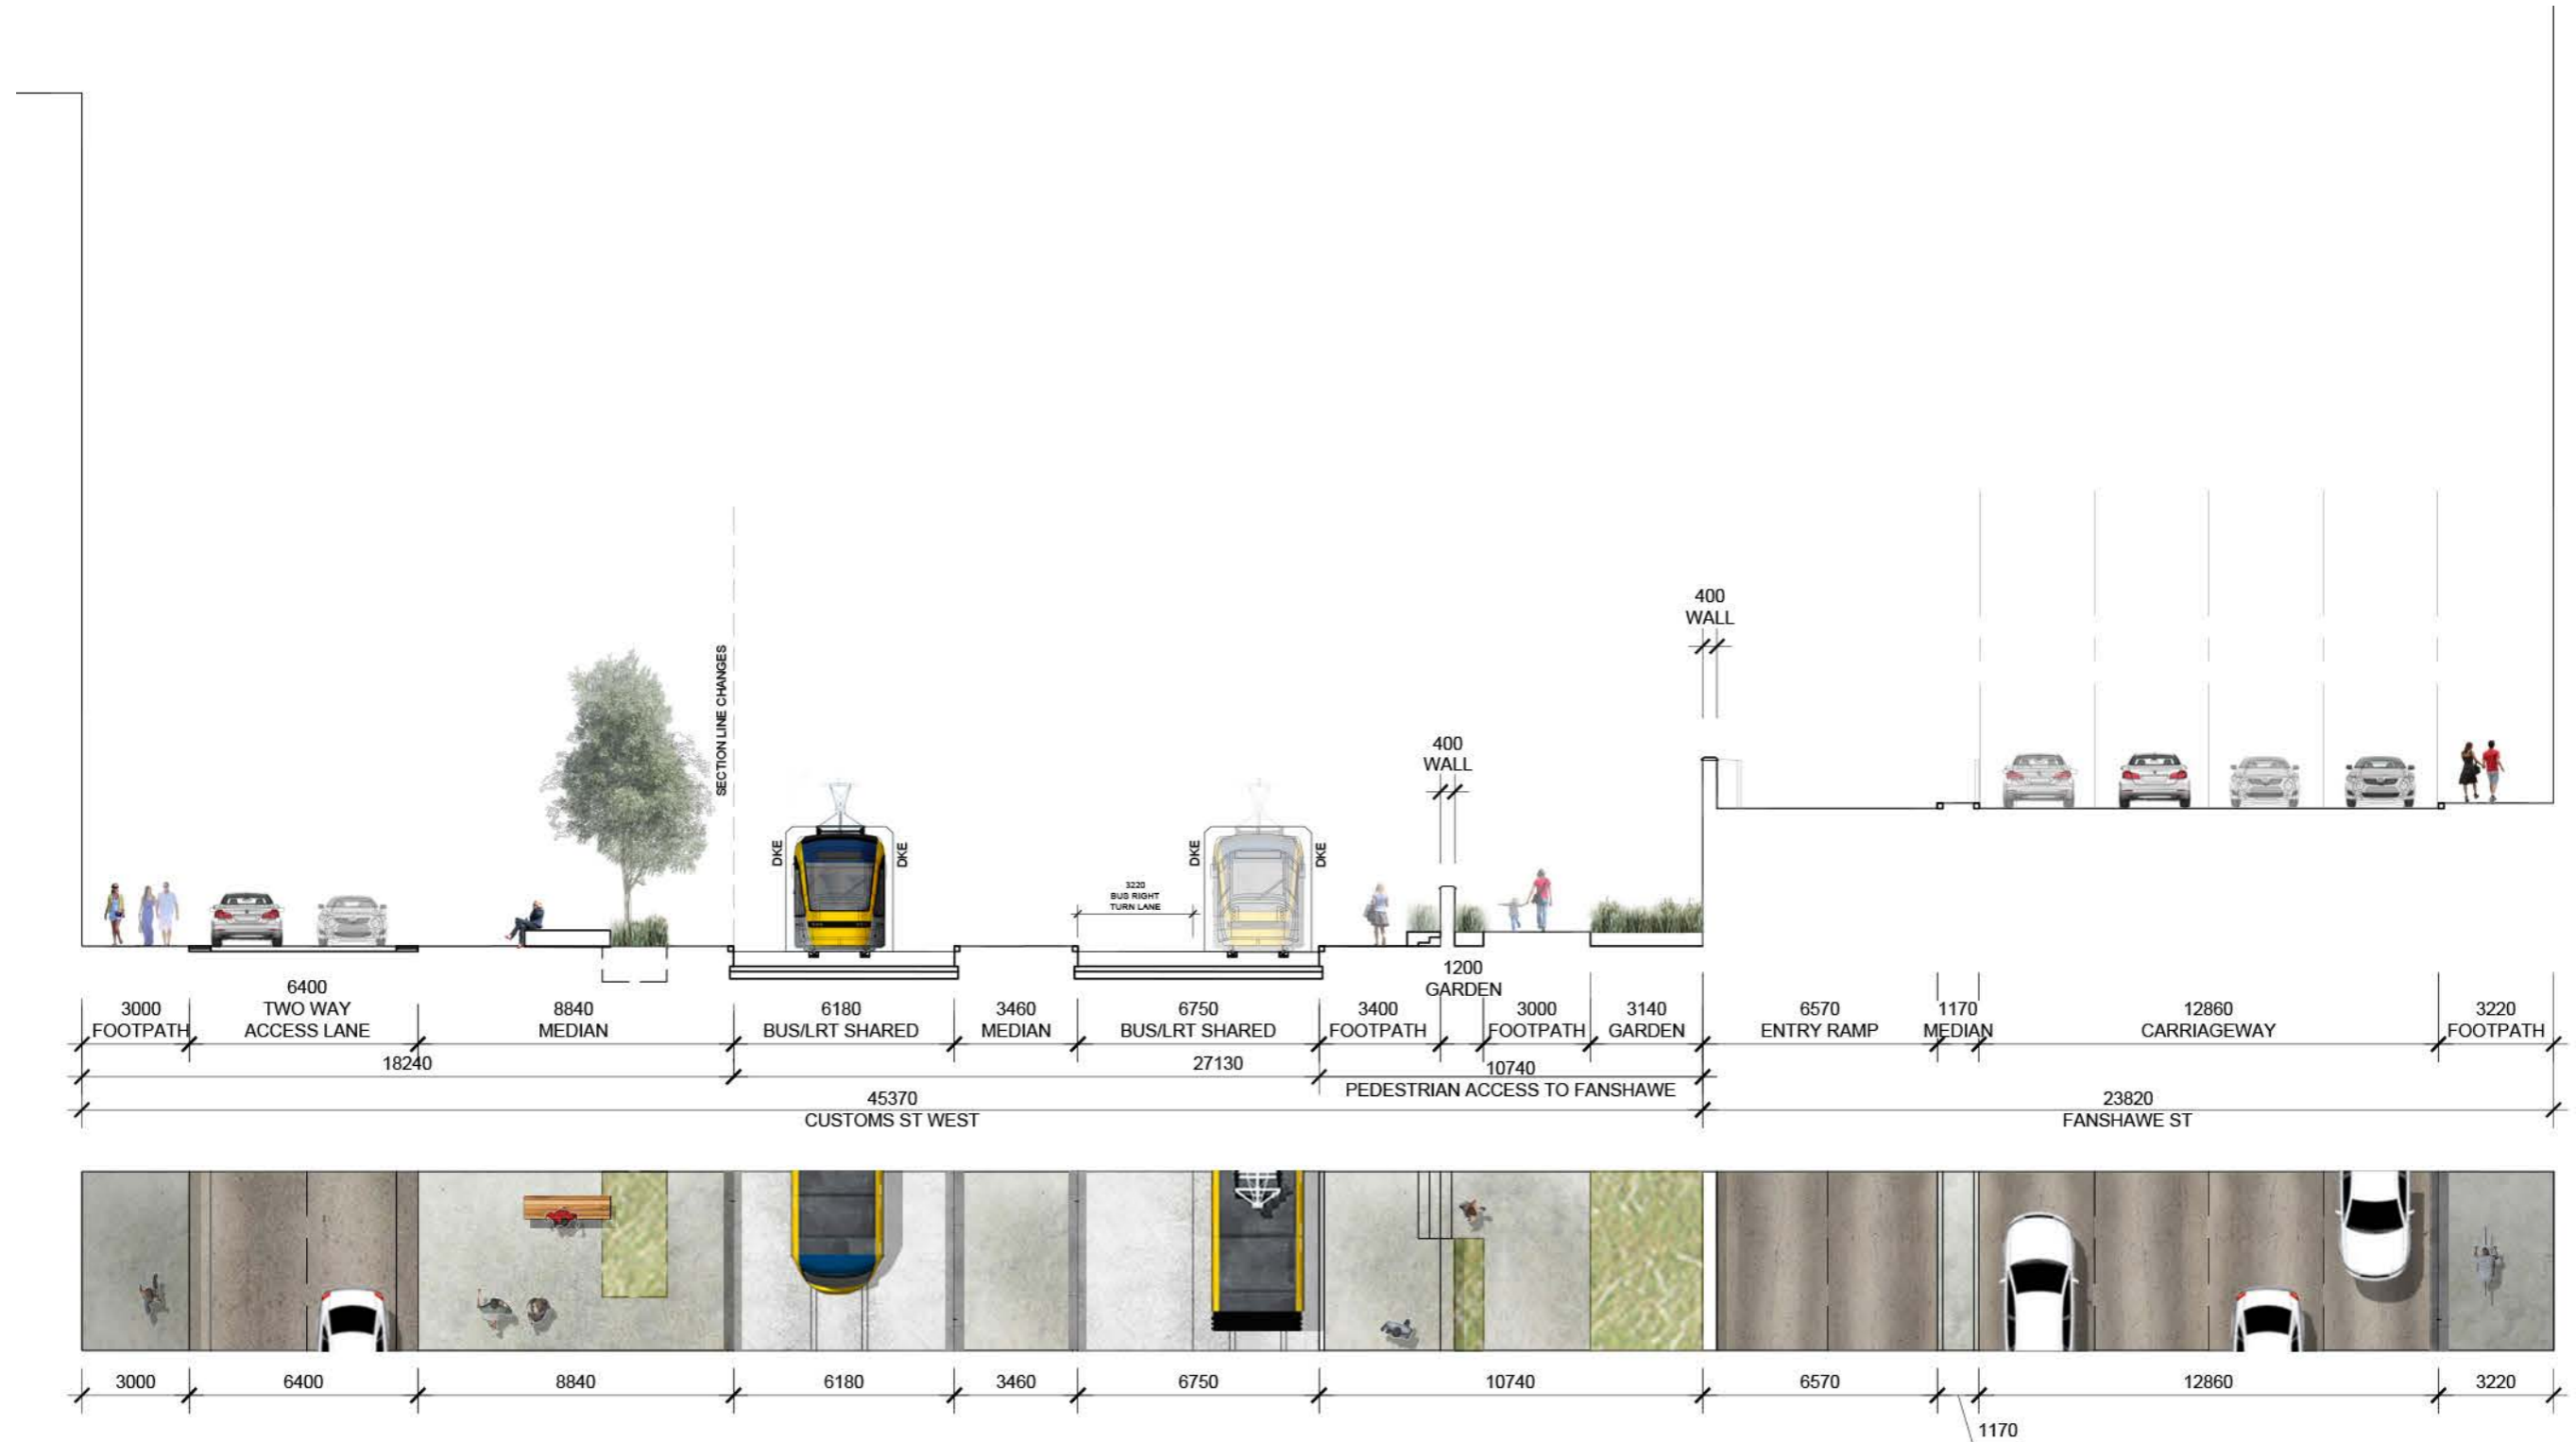 400
WALL
SECTION LINE CHANGES
400
WALL
DKE
DKE
DKE
DKE
3220
BUS RIGHT
TURN LANE
3000
FOOTPATH
6400
TWO WAY
ACCESS LANE
8840
MEDIAN
6180
BUS/LRT SHARED
3460
MEDIAN
6750
BUS/LRT SHARED
3400
FOOTPATH
1200
GARDEN
3000
FOOTPATH
3140
GARDEN
6570
ENTRY RAMP
1170
MEDIAN
12860
CARRIAGEWAY
3220
FOOTPATH
18240
27130
10740
PEDESTRIAN ACCESS TO FANSHAWE
45370
CUSTOMS ST WEST
23820
FANSHAWE ST
3000
6400
8840
6180
3460
6750
10740
6570
12860
3220
1170